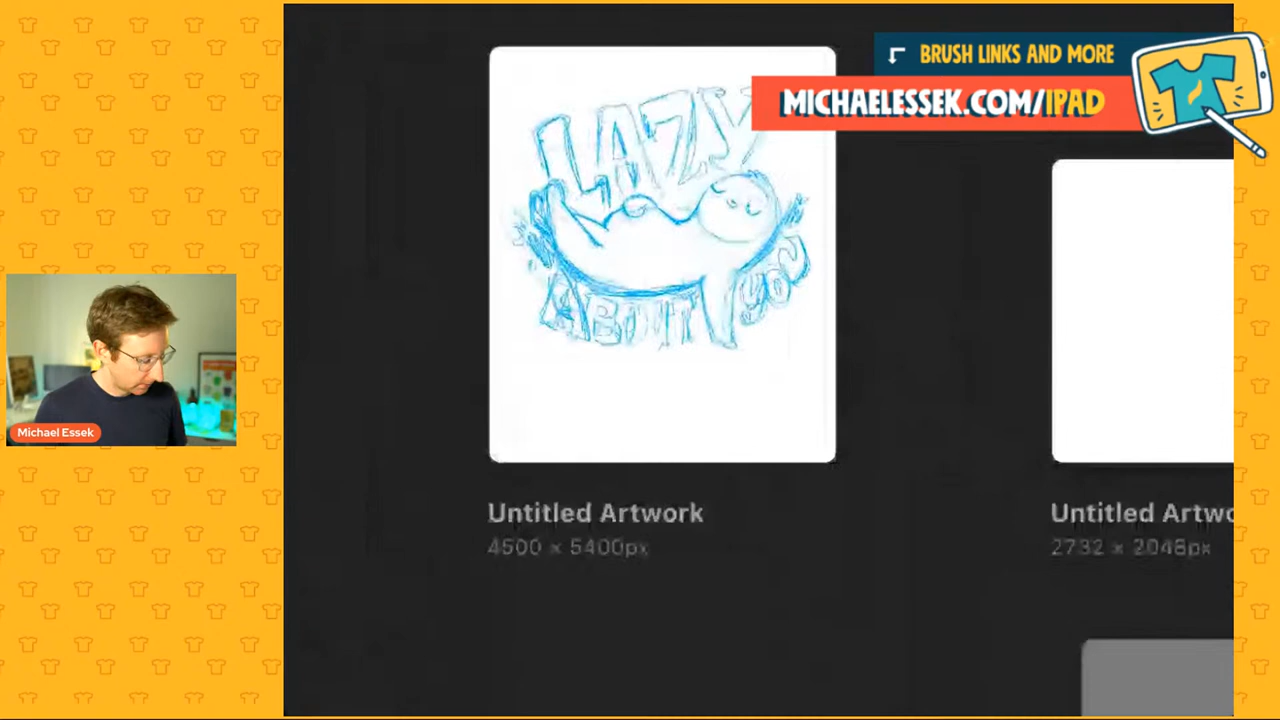 BRUSH LINKS AND MORE
MICHAELESSEK.COM/IPAD
LAZY
ABOUT YOU
Michael Essek
Untitled Artwork
4500 × 5400px
Untitled Artwo
2732 × 2048px